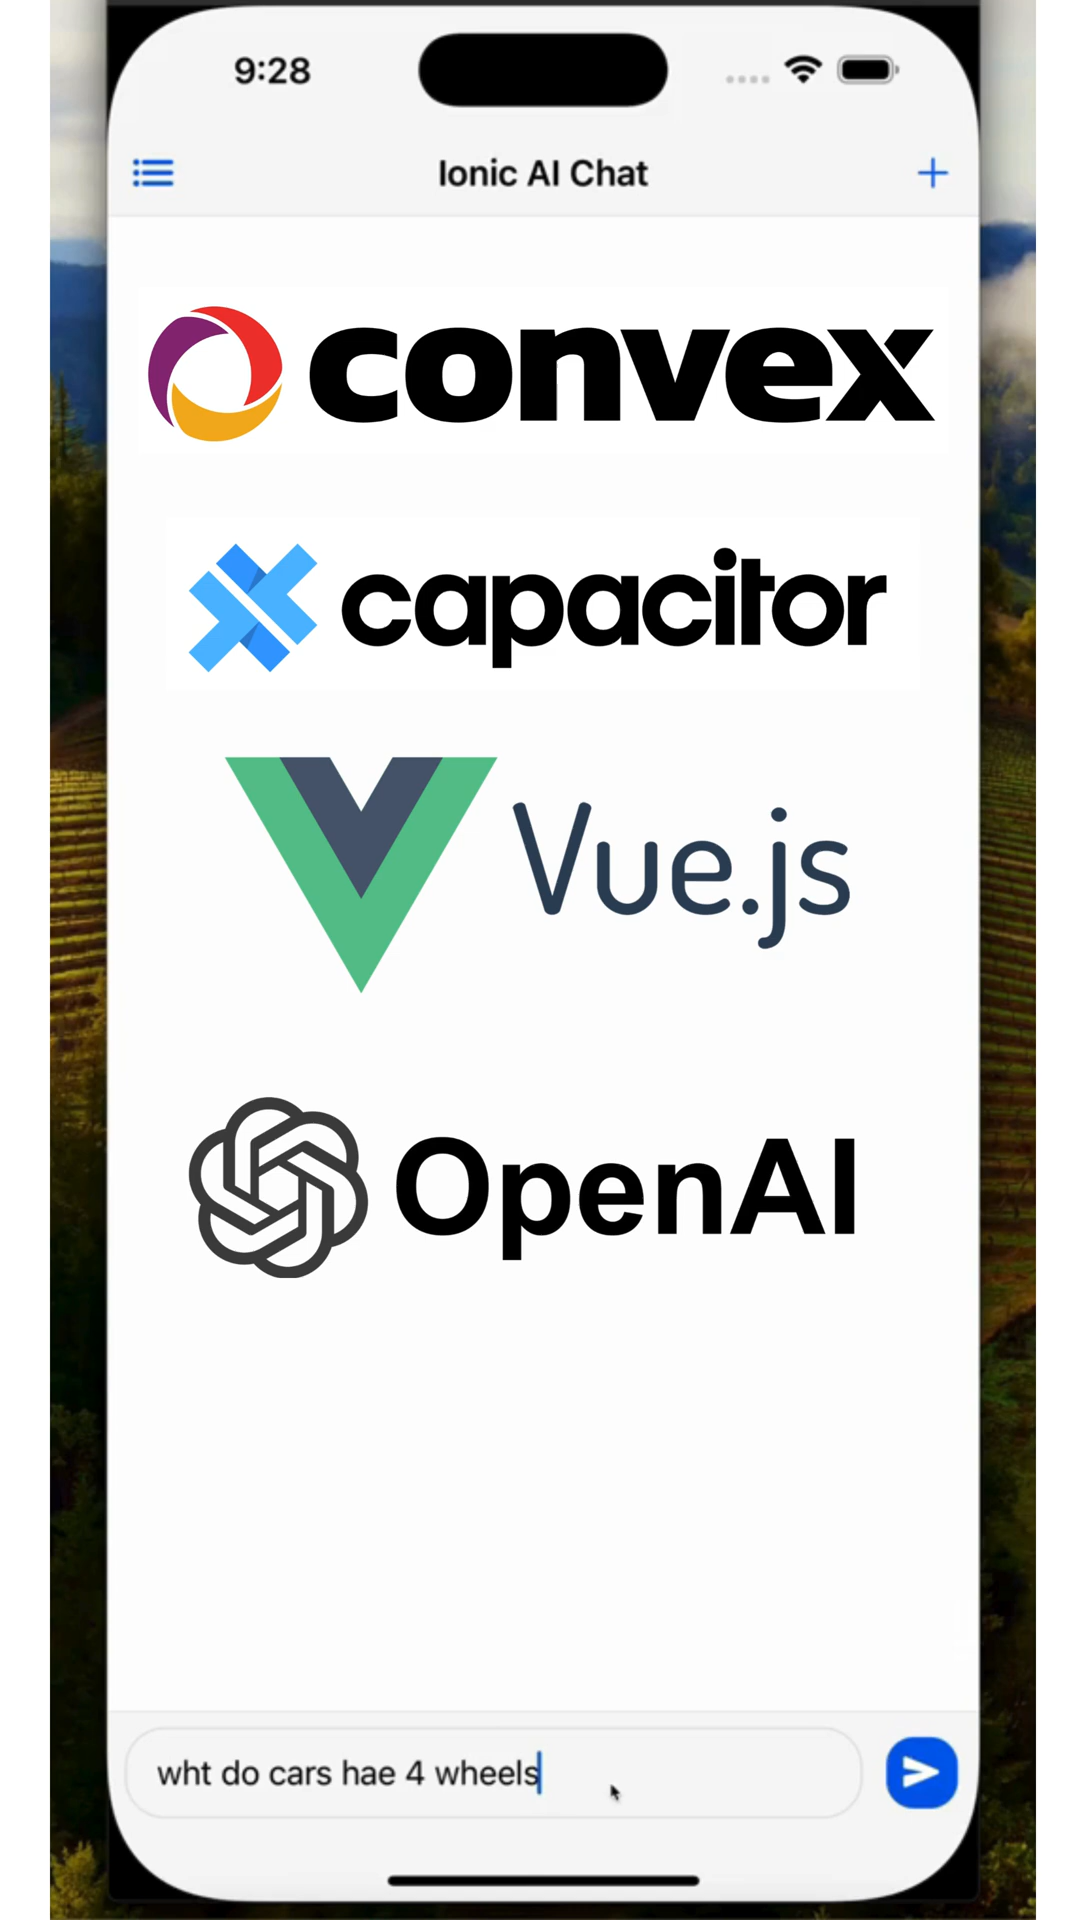 9:28
Ionic AI Chat
convex
capacitor
Vue.js
OpenAI
wht do cars hae 4 wheels